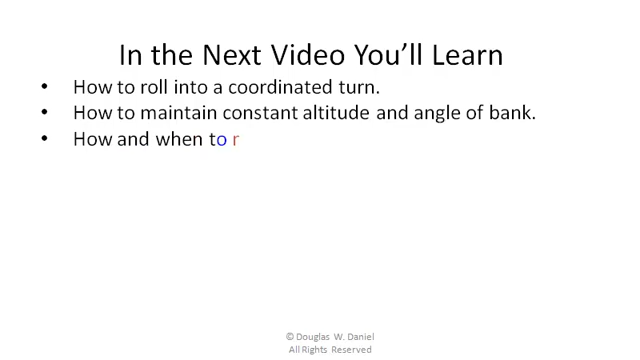 In the Next Video You'll Learn
• How to roll into a coordinated turn.
• How to maintain constant altitude and angle of bank.
• How and when to r
© Douglas W. Daniel
All Rights Reserved